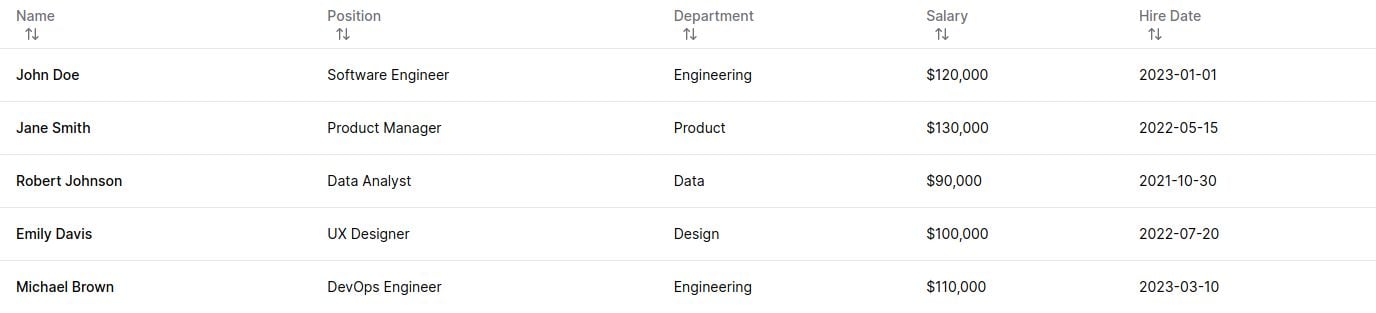 Name Position Department Salary Hire Date
John Doe Software Engineer Engineering $120,000 2023-01-01
Jane Smith Product Manager Product $130,000 2022-05-15
Robert Johnson Data Analyst Data $90,000 2021-10-30
Emily Davis UX Designer Design $100,000 2022-07-20
Michael Brown DevOps Engineer Engineering $110,000 2023-03-10